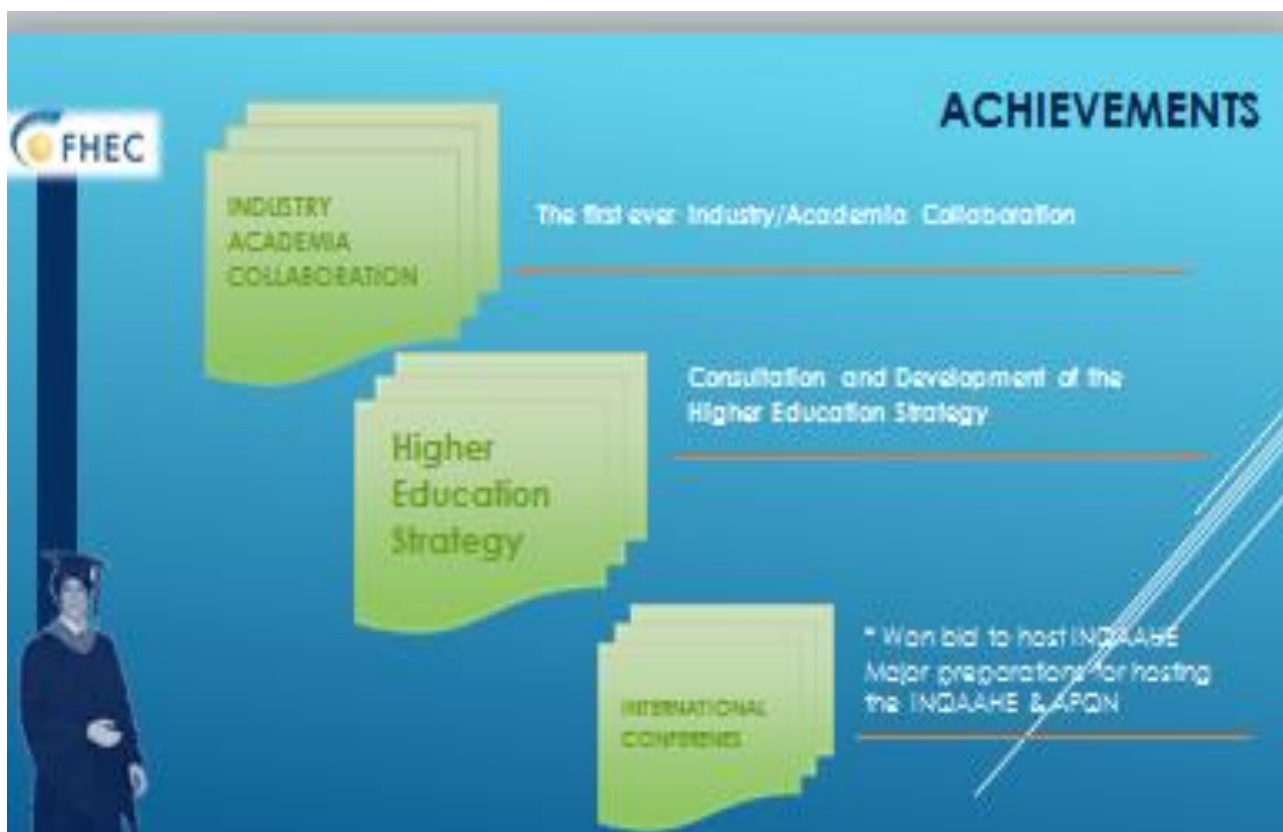 ACHIEVEMENTS
FHEC
INDUSTRY
ACADEMIA
COLLABORATION
The first ever Industry/Academia Collaboration
Higher
Education
Strategy
Consultation and Development of the
Higher Education Strategy
INTERNATIONAL
CONFERENES
* Won bid to host INQAAHE
Major preparations for hosting
the INQAAHE & APQN